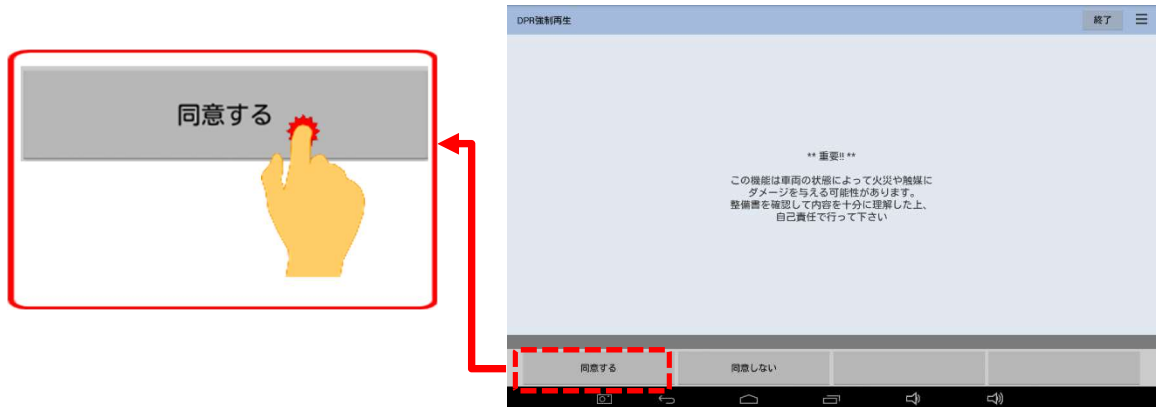 同意する
DPR強制再生
終了
** 重要!! **
この機能は車両の状態によって火災や触媒に
ダメージを与える可能性があります。
整備書を確認して内容を十分に理解した上、
自己責任で行って下さい
同意する
同意しない